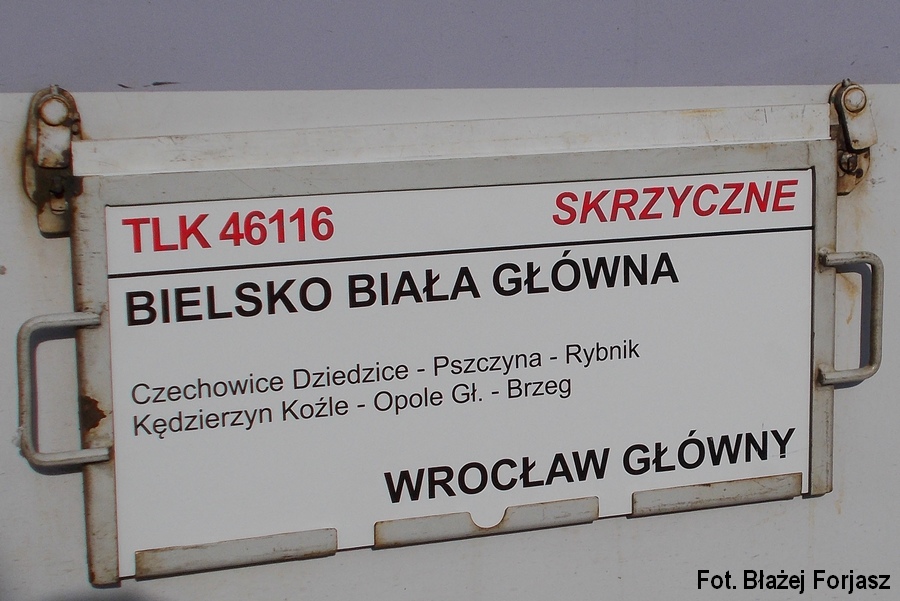 TLK 46116 SKRZYCZNE
BIELSKO BIAŁA GŁÓWNA
Czechowice Dziedzice - Pszczyna - Rybnik
Kędzierzyn Koźle - Opole Gł. - Brzeg
WROCŁAW GŁÓWNY
Fot. Błażej Forjasz